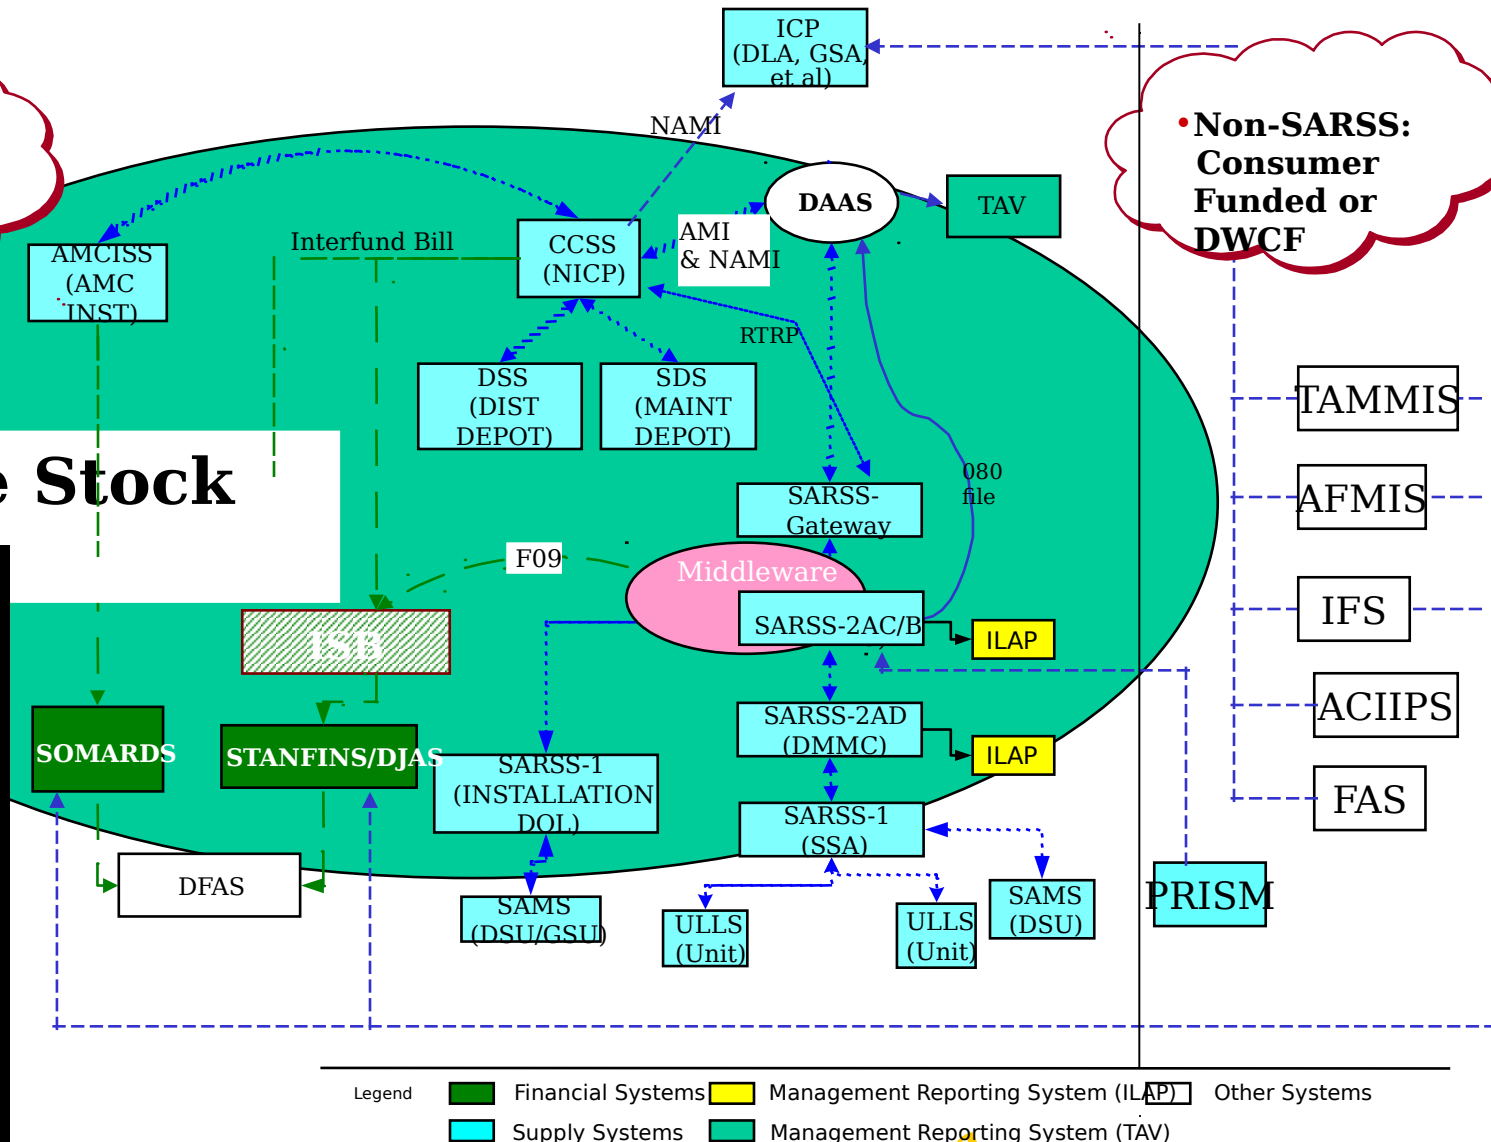 ICP
(DLA, GSA,
et al)
NAMI
•Non-SARSS:
Consumer
Funded or
DWCF
DAAS
TAV
AMCISS
(AMC
INST)
Interfund Bill
CCSS
(NICP)
AMI
& NAMI
RTRP
DSS
(DIST
DEPOT)
SDS
(MAINT
DEPOT)
TAMMIS
e Stock
080
file
SARSS-
Gateway
AFMIS
F09
Middleware
SARSS-2AC/B
ILAP
IFS
ISB
SARSS-2AD
(DMMC)
ILAP
ACIIPS
SOMARDS
STANFINS/DJAS
SARSS-1
(INSTALLATION
DOL)
SARSS-1
(SSA)
FAS
DFAS
SAMS
(DSU/GSU)
ULLS
(Unit)
ULLS
(Unit)
SAMS
(DSU)
PRISM
Legend
Financial Systems
Management Reporting System (ILAP)
Other Systems
Supply Systems
Management Reporting System (TAV)